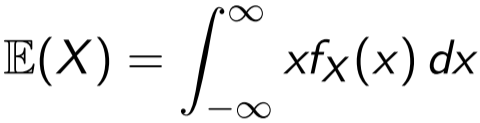 𝔼(X) = ∫_{-∞}^{∞} x f_X(x) dx